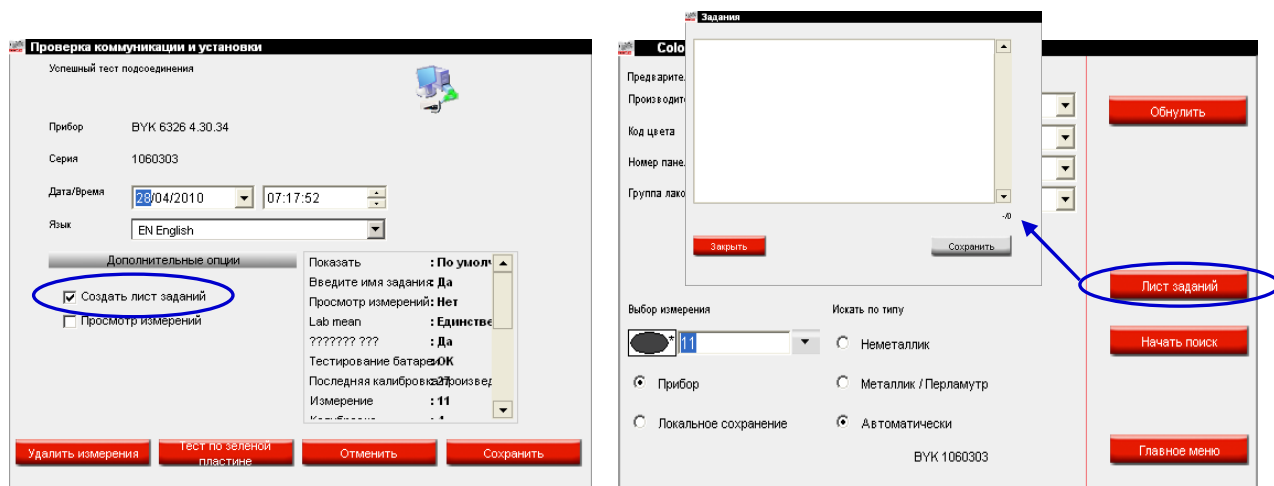 Проверка коммуникации и установки
Успешный тест подсоединения
Прибор BYK 6326 4.30.34
Серия 1060303
Дата/Время 28/04/2010 07:17:52
Язык EN English
Дополнительные опции
Создать лист заданий
Просмотр измерений
Показать : По умолч
Введите имя задания: Да
Просмотр измерений: Нет
Lab mean : Единстве
??????? ??? : Да
Тестирование батареи: OK
Последняя калибровка: 27
Измерение : 11
Удалить измерения
Тест по зеленой
пластине
Отменить
Сохранить
Задания
-/0
Закрыть
Сохранить
Colo
Предварите
Производит
Код цвета
Номер пане
Группа лако
Обнулить
Лист заданий
Начать поиск
Главное меню
Выбор измерения
Искать по типу
* 11
Неметаллик
Прибор
Металлик / Перламутр
Локальное сохранение
Автоматически
BYK 1060303